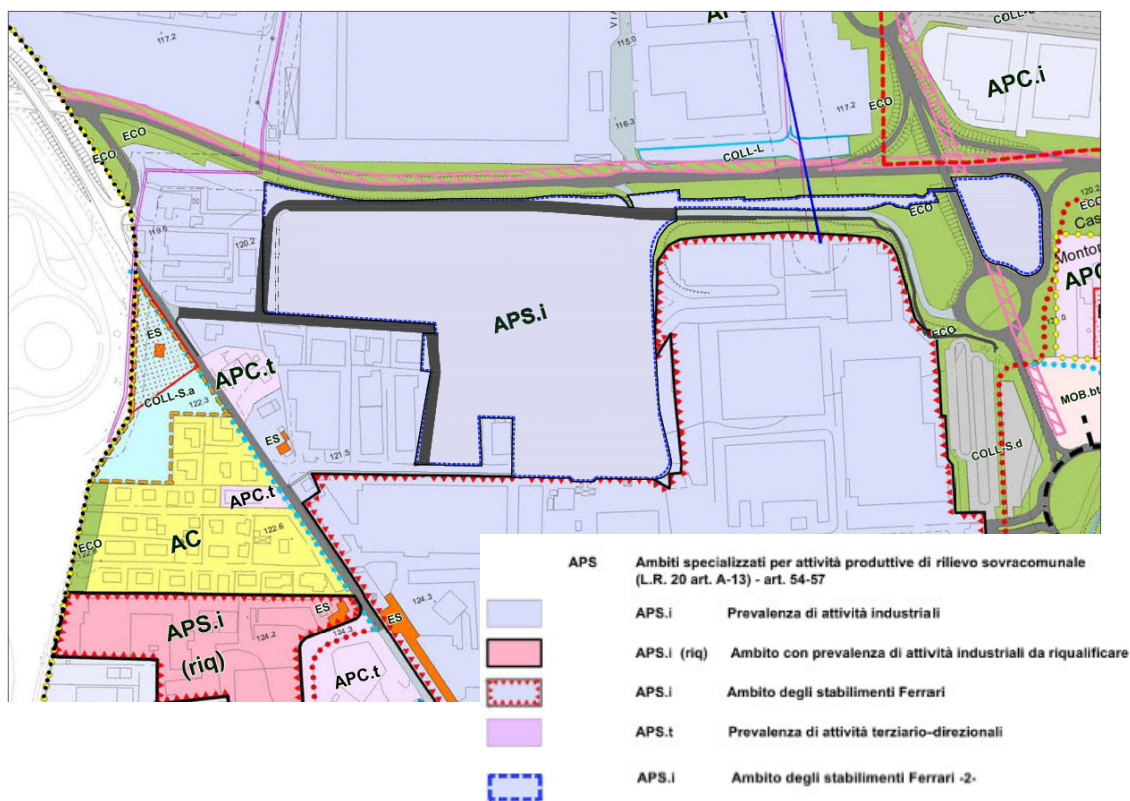 117.2
VIA
115.0
COLL-
APC.i
ECO
117.2
116.3
ECO
ECO
COLL-L
120.2
ECO
Cas
ECO
119.6
120.2
Montor
APC
APS.i
121.0
ES
ECO
APC.t
COLL-S.a
122.3
MOB.bt
ES
COLL-S.d
121.5
APC.t
AC
122.6
ECO
APS.i
(riq)
ES
124.3
ES
124.2
124.3
APC.t
APS Ambiti specializzati per attività produttive di rilievo sovracomunale
(L.R. 20 art. A-13) - art. 54-57
APS.i Prevalenza di attività industriali
APS.i (riq) Ambito con prevalenza di attività industriali da riqualificare
APS.i Ambito degli stabilimenti Ferrari
APS.t Prevalenza di attività terziario-direzionali
APS.i Ambito degli stabilimenti Ferrari -2-